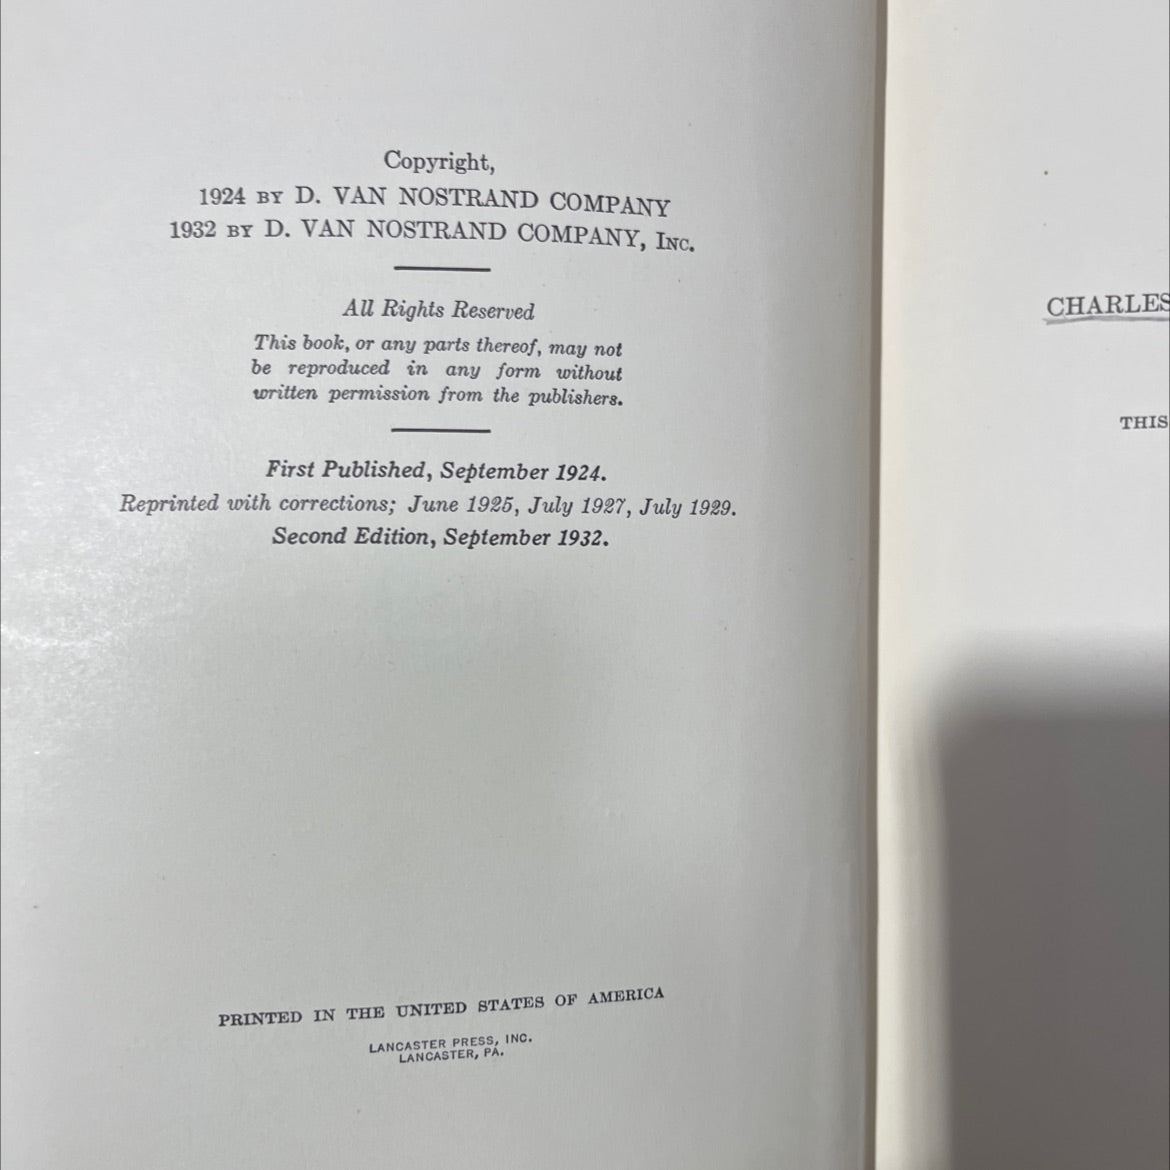 Copyright,
1924 BY D. VAN NOSTRAND COMPANY
1932 BY D. VAN NOSTRAND COMPANY, INC.
All Rights Reserved
This book, or any parts thereof, may not
be reproduced in any form without
written permission from the publishers.
First Published, September 1924.
Reprinted with corrections; June 1925, July 1927, July 1929.
Second Edition, September 1932.
PRINTED IN THE UNITED STATES OF AMERICA
LANCASTER PRESS, INC.
LANCASTER, PA.
CHARLES
THIS